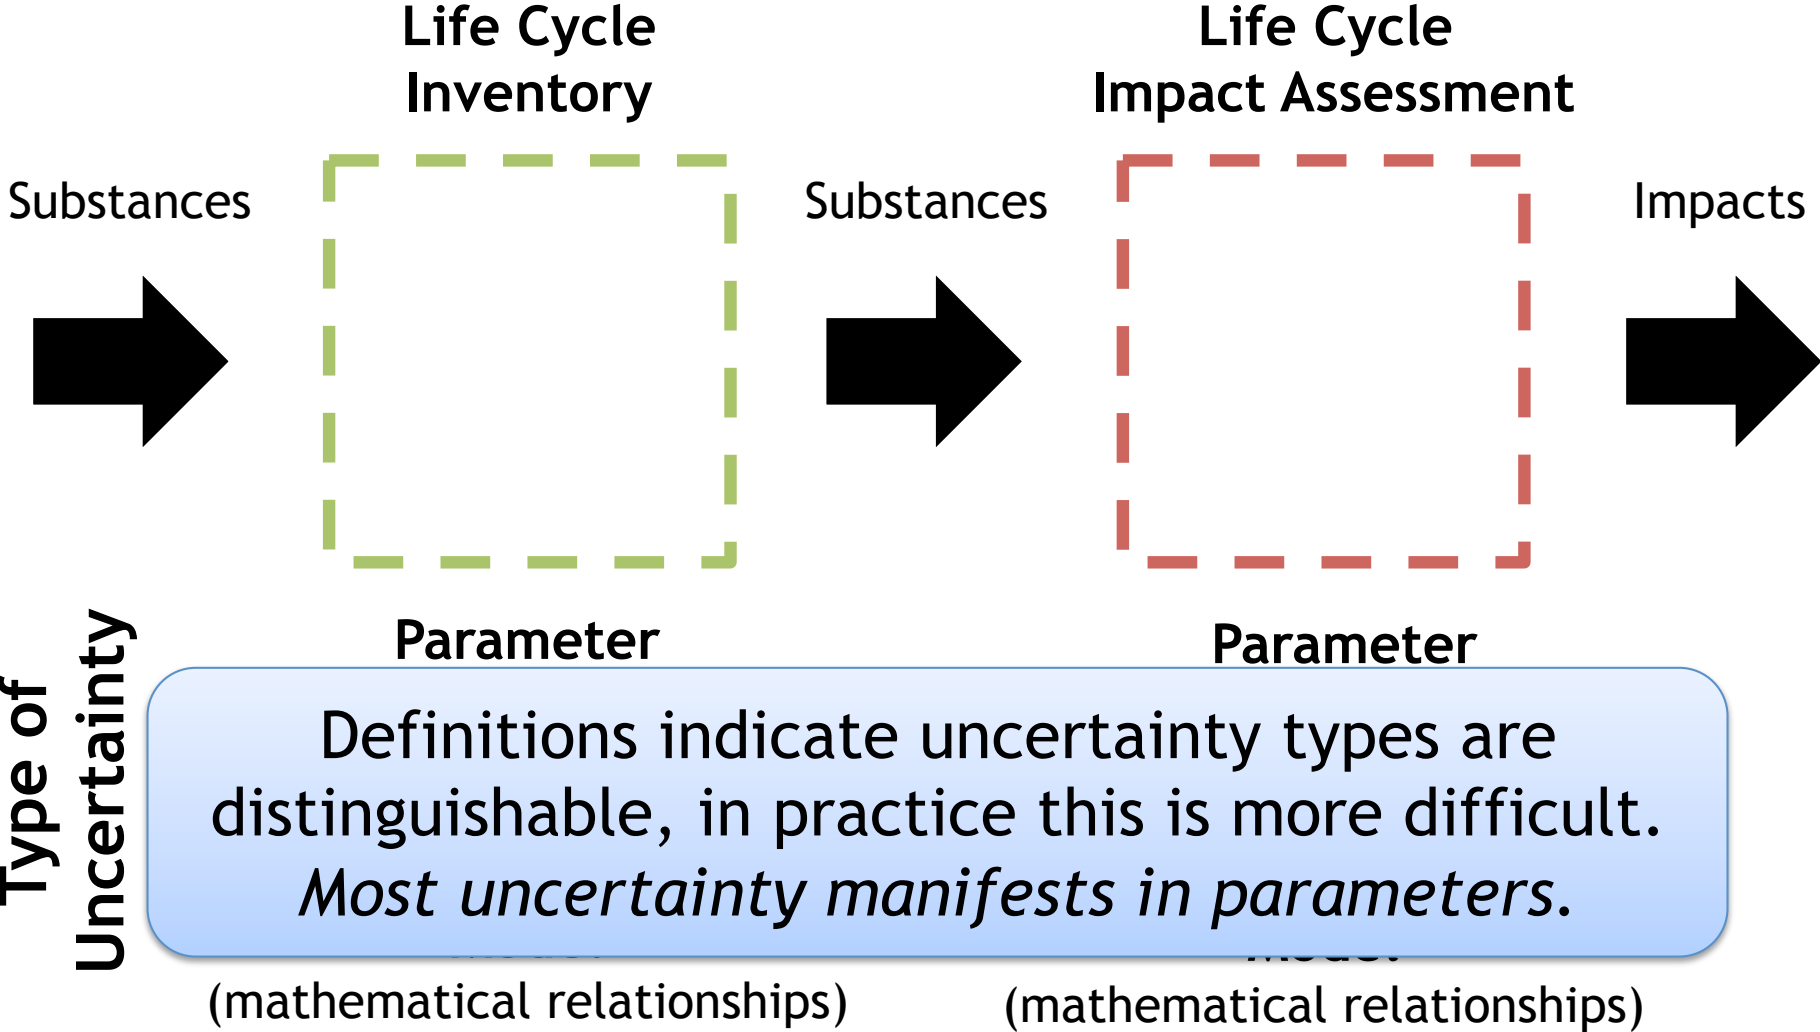 Life Cycle
Inventory
Life Cycle
Impact Assessment
Substances
Substances
Impacts
Type of
Uncertainty
Parameter
Parameter
Definitions indicate uncertainty types are
distinguishable, in practice this is more difficult.
Most uncertainty manifests in parameters.
(mathematical relationships)
(mathematical relationships)